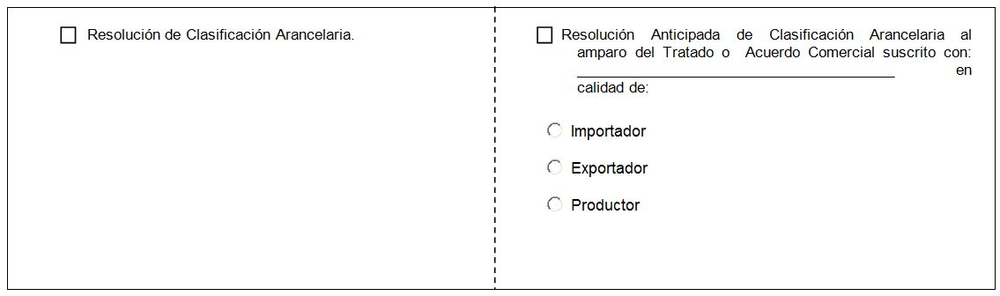 Resolución de Clasificación Arancelaria.
Resolución Anticipada de Clasificación Arancelaria al
amparo del Tratado o Acuerdo Comercial suscrito con:
______________________________________ en
calidad de:
Importador
Exportador
Productor